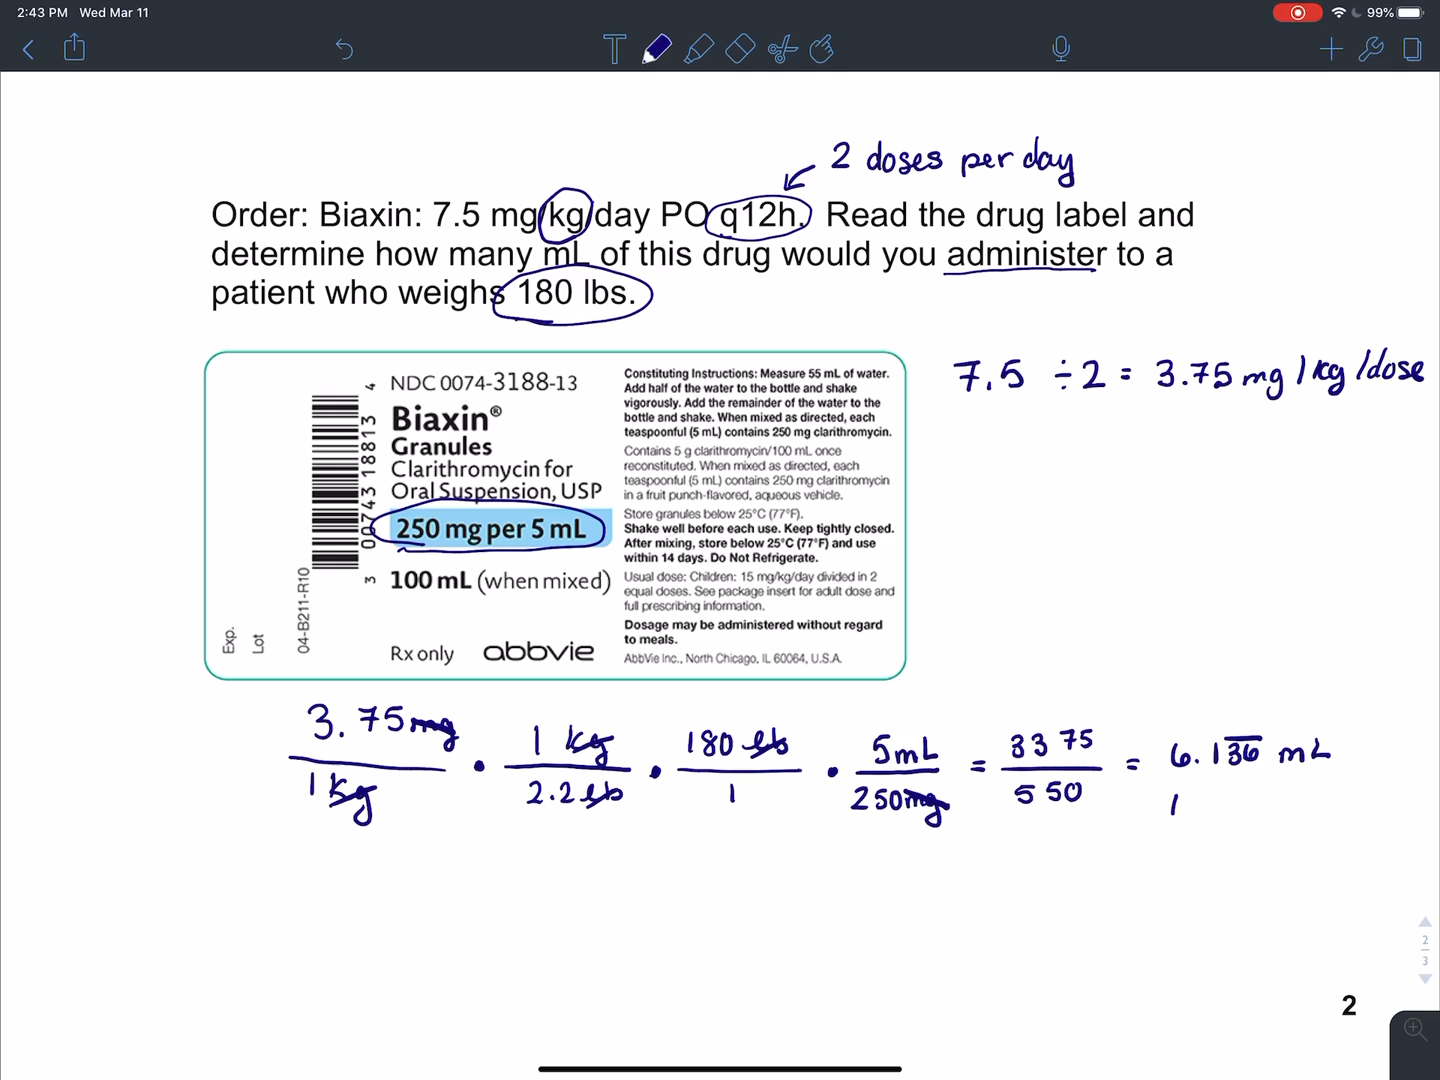 2:43 PM Wed Mar 11
99%
T
2 doses per day
Order: Biaxin: 7.5 mg/kg/day PO q12h. Read the drug label and
determine how many mL of this drug would you administer to a
patient who weighs 180 lbs.
7.5 ÷ 2 = 3.75 mg / kg / dose
3 00743 18813 4
04-B211-R10
Exp.
Lot
NDC 0074-3188-13
Biaxin®
Granules
Clarithromycin for
Oral Suspension, USP
250 mg per 5 mL
100 mL (when mixed)
Rx only abbvie
Constituting Instructions: Measure 55 mL of water.
Add half of the water to the bottle and shake
vigorously. Add the remainder of the water to the
bottle and shake. When mixed as directed, each
teaspoonful (5 mL) contains 250 mg clarithromycin.
Contains 5 g clarithromycin/100 mL once
reconstituted. When mixed as directed, each
teaspoonful (5 mL) contains 250 mg clarithromycin
in a fruit punch-flavored, aqueous vehicle.
Store granules below 25°C (77°F).
Shake well before each use. Keep tightly closed.
After mixing, store below 25°C (77°F) and use
within 14 days. Do Not Refrigerate.
Usual dose: Children: 15 mg/kg/day divided in 2
equal doses. See package insert for adult dose and
full prescribing information.
Dosage may be administered without regard
to meals.
AbbVie Inc., North Chicago, IL 60064, U.S.A.
3.75 mg · 1 kg · 180 lb · 5 mL = 3375 = 6.136 mL
1 kg 2.2 lb 1 250 mg 550 1
2
3
2